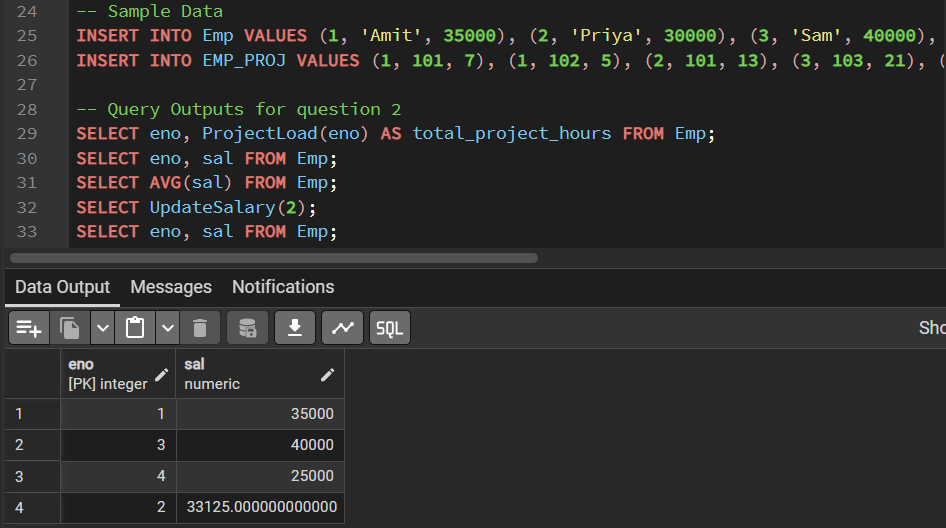 24 -- Sample Data
25 INSERT INTO Emp VALUES (1, 'Amit', 35000), (2, 'Priya', 30000), (3, 'Sam', 40000),
26 INSERT INTO EMP_PROJ VALUES (1, 101, 7), (1, 102, 5), (2, 101, 13), (3, 103, 21), (
27
28 -- Query Outputs for question 2
29 SELECT eno, ProjectLoad(eno) AS total_project_hours FROM Emp;
30 SELECT eno, sal FROM Emp;
31 SELECT AVG(sal) FROM Emp;
32 SELECT UpdateSalary(2);
33 SELECT eno, sal FROM Emp;
Data Output Messages Notifications
SQL
eno sal
[PK] integer numeric
1 1 35000
2 3 40000
3 4 25000
4 2 33125.000000000000